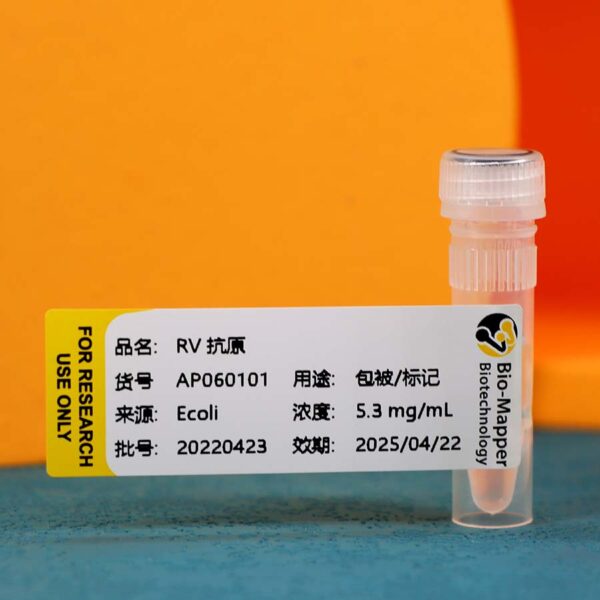 FOR RESEARCH
USE ONLY
品名: RV 抗原
货号 AP060101 用途: 包被/标记
来源: Ecoli 浓度: 5.3 mg/mL
批号: 20220423 效期: 2025/04/22
Bio-Mapper
Biotechnology